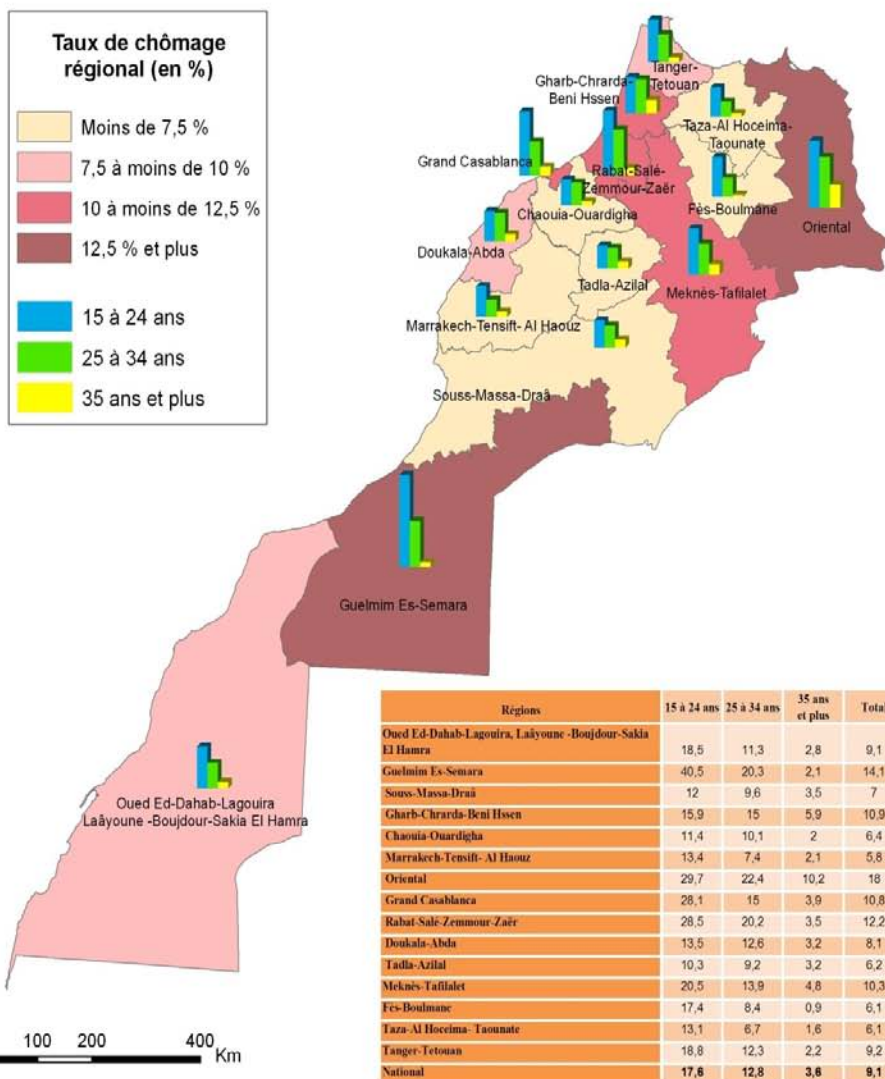 Taux de chômage
régional (en %)
Moins de 7,5 %
7,5 à moins de 10 %
10 à moins de 12,5 %
12,5 % et plus
15 à 24 ans
25 à 34 ans
35 ans et plus
Tanger-
Tetouan
Gharb-Chrarda-
Beni Hssen
Taza-Al Hoceima-
Taounate
Grand Casablanca
Rabat-Salé-
Zemmour-Zaër
Fès-Boulmane
Chaouia-Ouardigha
Oriental
Doukala-Abda
Tadla-Azilal
Meknès-Tafilalet
Marrakech-Tensift- Al Haouz
Souss-Massa-Draâ
Guelmim Es-Semara
Oued Ed-Dahab-Lagouira
Laâyoune -Boujdour-Sakia El Hamra
100 200 400
Km
Régions 15 à 24 ans 25 à 34 ans 35 ans et plus Total
Oued Ed-Dahab-Lagouira, Laâyoune -Boujdour-Sakia
El Hamra 18,5 11,3 2,8 9,1
Guelmim Es-Semara 40,5 20,3 2,1 14,1
Souss-Massa-Draâ 12 9,6 3,5 7
Gharb-Chrarda-Beni Hssen 15,9 15 5,9 10,9
Chaouia-Ouardigha 11,4 10,1 2 6,4
Marrakech-Tensift- Al Haouz 13,4 7,4 2,1 5,8
Oriental 29,7 22,4 10,2 18
Grand Casablanca 28,1 15 3,9 10,8
Rabat-Salé-Zemmour-Zaër 28,5 20,2 3,5 12,2
Doukala-Abda 13,5 12,6 3,2 8,1
Tadla-Azilal 10,3 9,2 3,2 6,2
Meknès-Tafilalet 20,5 13,9 4,8 10,3
Fès-Boulmane 17,4 8,4 0,9 6,1
Taza-Al Hoceima- Taounate 13,1 6,7 1,6 6,1
Tanger-Tetouan 18,8 12,3 2,2 9,2
National 17,6 12,8 3,6 9,1